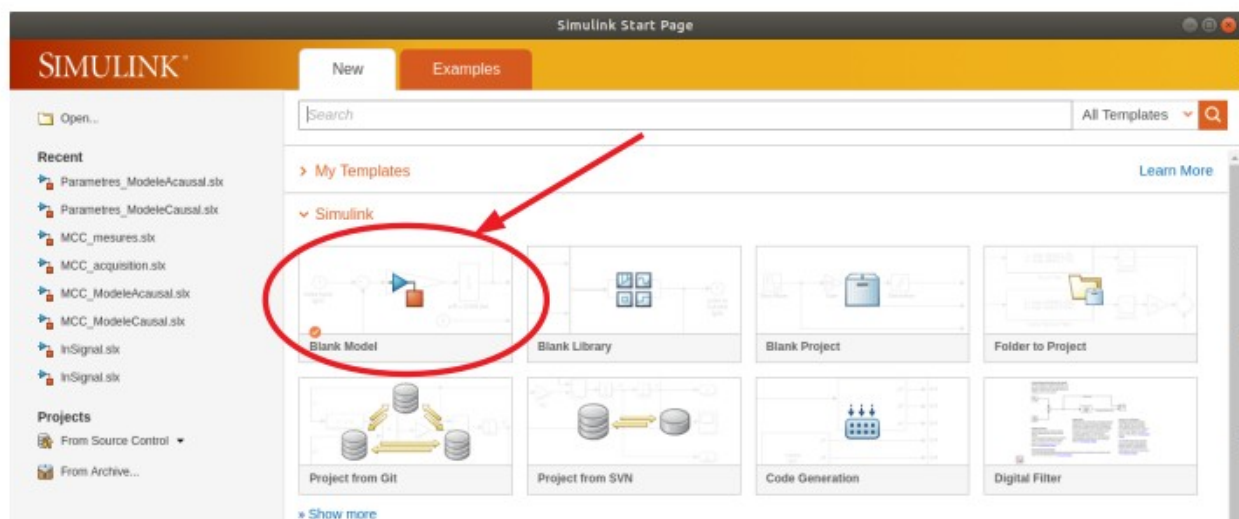 Simulink Start Page
SIMULINK®
New
Examples
Open...
Search
All Templates
Recent
Parametres_ModeleAcausal.slx
Parametres_ModeleCausal.slx
MCC_mesures.slx
MCC_acquisition.slx
MCC_ModeleAcausal.slx
MCC_ModeleCausal.slx
InSignal.slx
InSignal.slx
Projects
From Source Control
From Archive...
My Templates
Learn More
Simulink
Blank Model
Blank Library
Blank Project
Folder to Project
Project from Git
Project from SVN
Code Generation
Digital Filter
» Show more